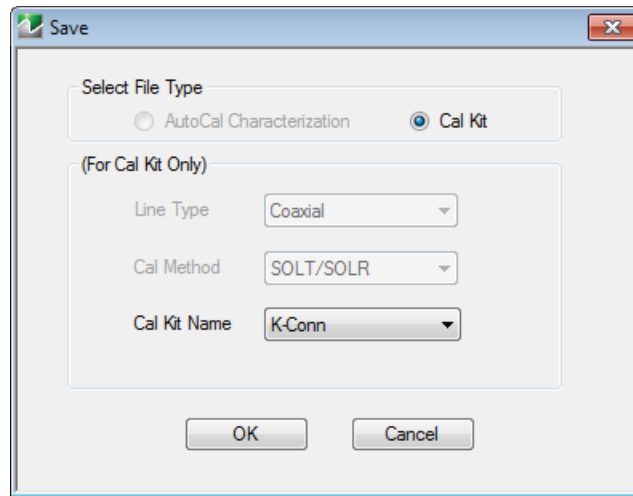 Save
Select File Type
AutoCal Characterization Cal Kit
(For Cal Kit Only)
Line Type Coaxial
Cal Method SOLT/SOLR
Cal Kit Name K-Conn
OK Cancel